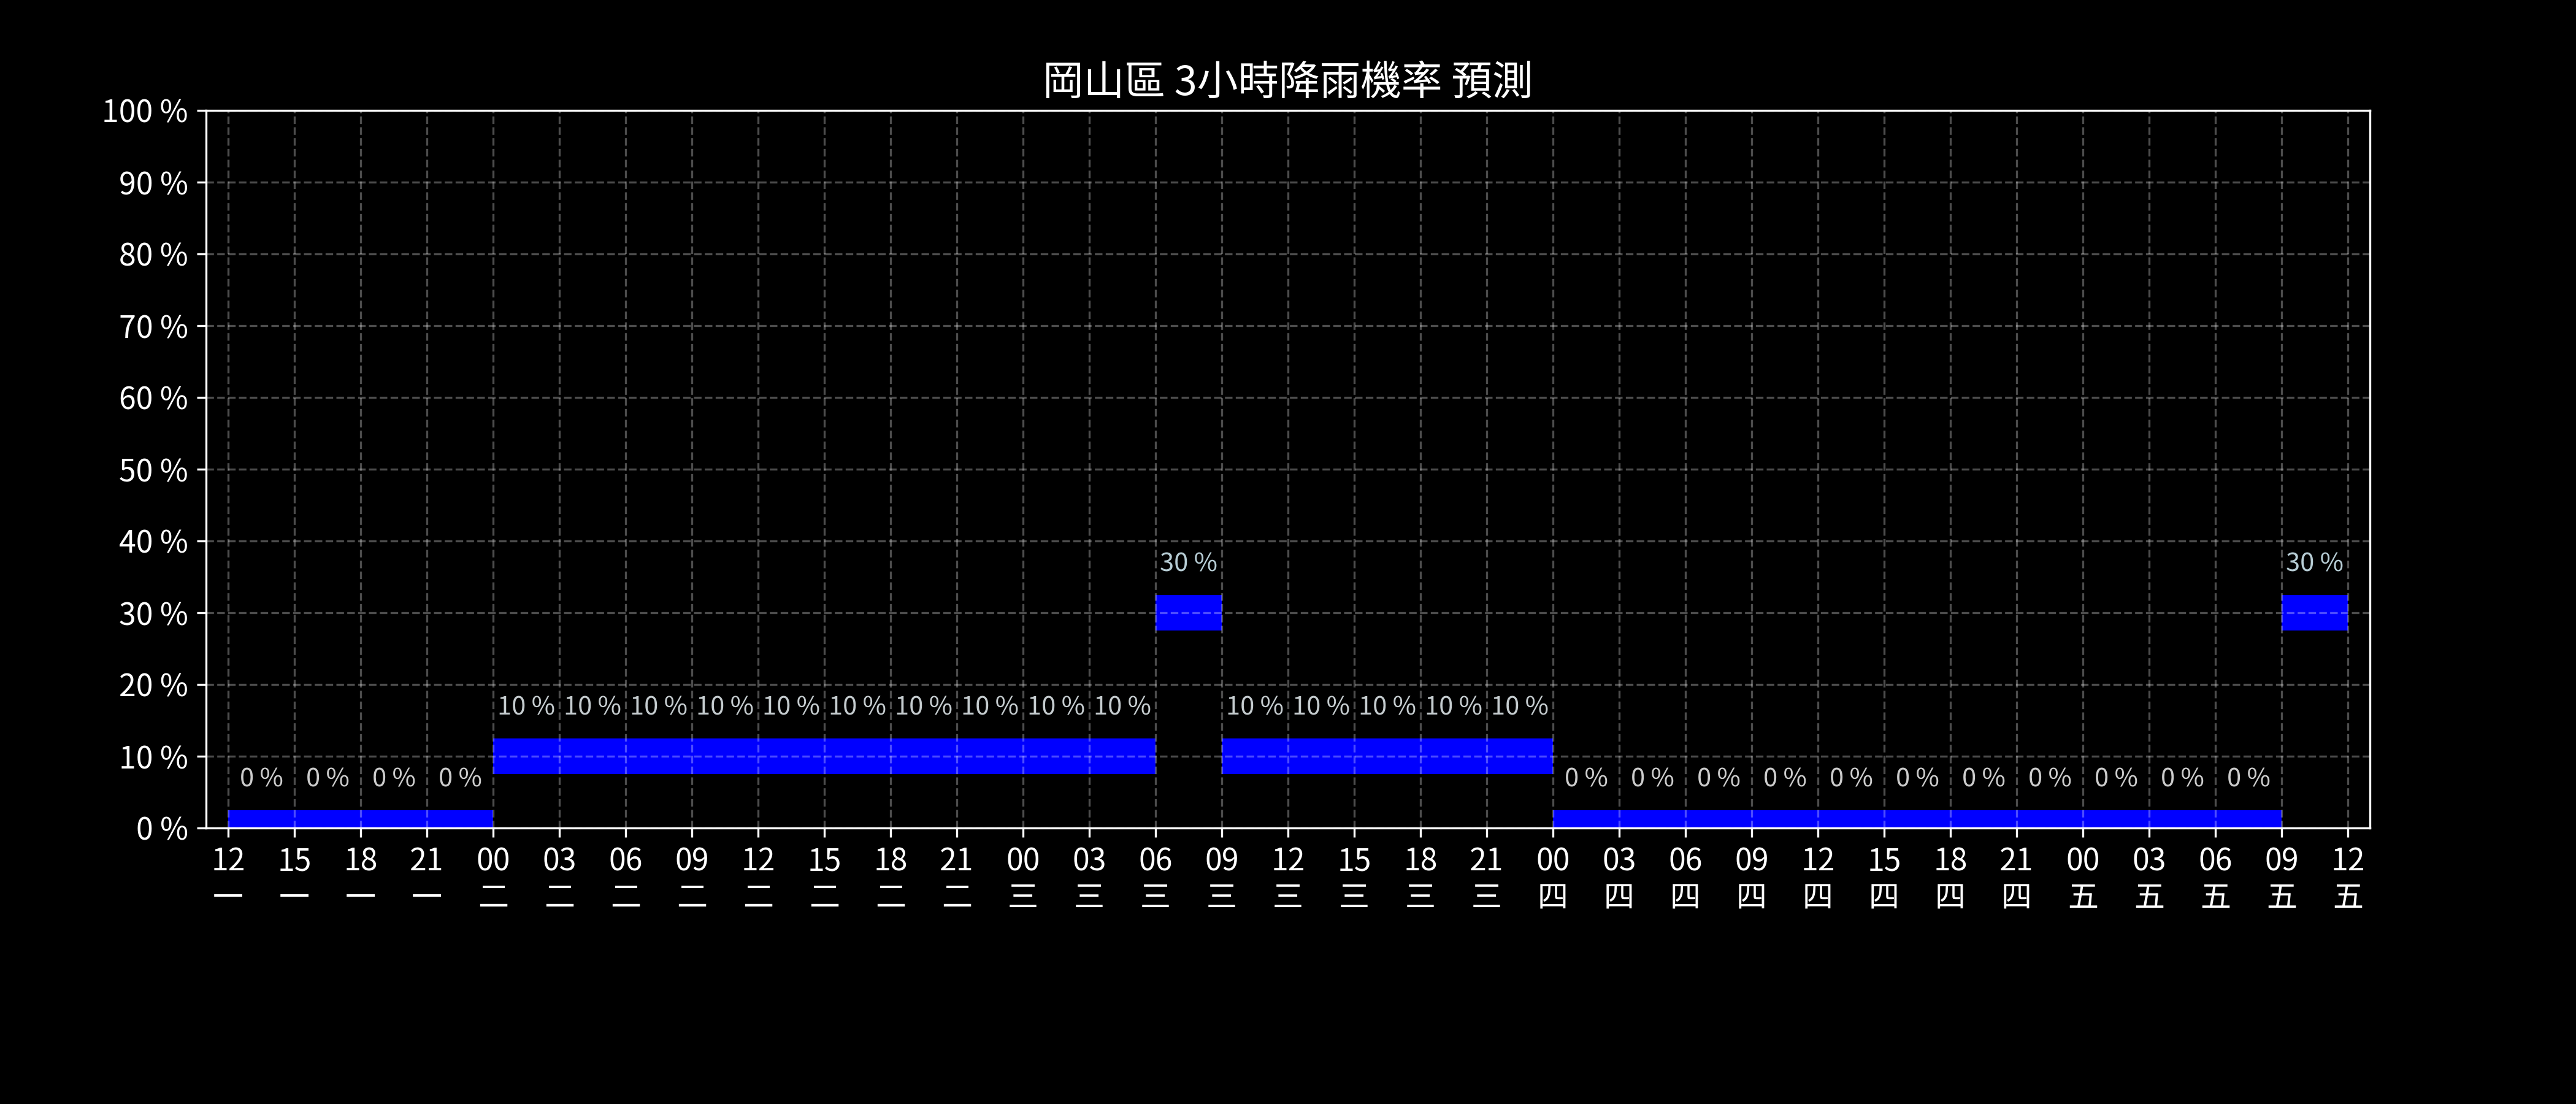 岡山區 3小時降雨機率 預測
100 %
90 %
80 %
70 %
60 %
50 %
40 %
30 %
20 %
10 %
0 %
30 % 30 %
10 % 10 % 10 % 10 % 10 % 10 % 10 % 10 % 10 % 10 % 10 % 10 % 10 % 10 % 10 %
0 % 0 % 0 % 0 % 0 % 0 % 0 % 0 % 0 % 0 % 0 % 0 % 0 % 0 % 0 %
12 15 18 21 00 03 06 09 12 15 18 21 00 03 06 09 12 15 18 21 00 03 06 09 12 15 18 21 00 03 06 09 12
一 一 一 一 二 二 二 二 二 二 二 二 三 三 三 三 三 三 三 三 四 四 四 四 四 四 四 四 五 五 五 五 五